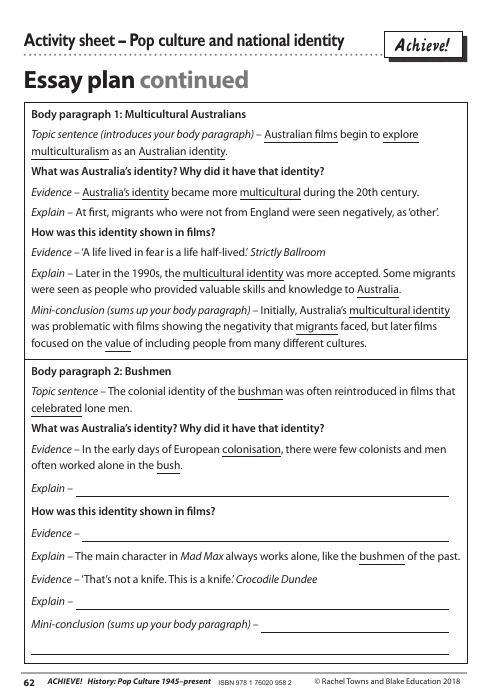 Activity sheet – Pop culture and national identity
Achieve!
Essay plan continued
Body paragraph 1: Multicultural Australians
Topic sentence (introduces your body paragraph) – Australian films begin to explore
multiculturalism as an Australian identity.
What was Australia's identity? Why did it have that identity?
Evidence – Australia's identity became more multicultural during the 20th century.
Explain – At first, migrants who were not from England were seen negatively, as 'other'.
How was this identity shown in films?
Evidence – 'A life lived in fear is a life half-lived.' Strictly Ballroom
Explain – Later in the 1990s, the multicultural identity was more accepted. Some migrants
were seen as people who provided valuable skills and knowledge to Australia.
Mini-conclusion (sums up your body paragraph) – Initially, Australia's multicultural identity
was problematic with films showing the negativity that migrants faced, but later films
focused on the value of including people from many different cultures.
Body paragraph 2: Bushmen
Topic sentence – The colonial identity of the bushman was often reintroduced in films that
celebrated lone men.
What was Australia's identity? Why did it have that identity?
Evidence – In the early days of European colonisation, there were few colonists and men
often worked alone in the bush.
Explain –
How was this identity shown in films?
Evidence –
Explain – The main character in Mad Max always works alone, like the bushmen of the past.
Evidence – 'That's not a knife. This is a knife.' Crocodile Dundee
Explain –
Mini-conclusion (sums up your body paragraph) –
62 ACHIEVE! History: Pop Culture 1945–present ISBN 978 1 76020 958 2 © Rachel Towns and Blake Education 2018